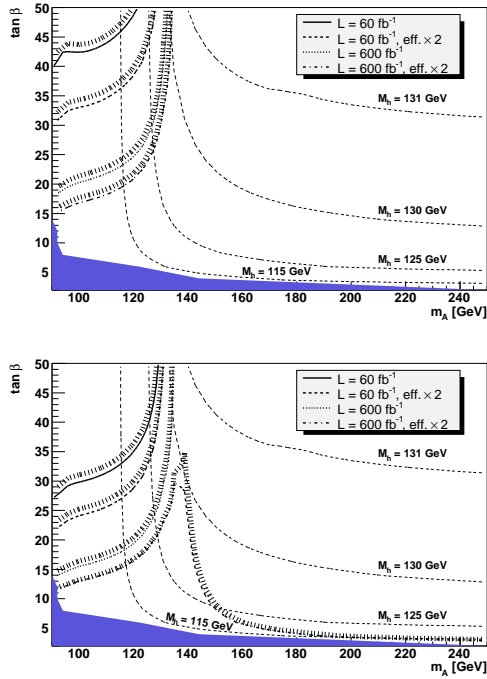 tan β
50
45
40
35
30
25
20
15
10
5
L = 60 fb⁻¹
L = 60 fb⁻¹, eff. × 2
L = 600 fb⁻¹
L = 600 fb⁻¹, eff. × 2
Mₕ = 131 GeV
Mₕ = 130 GeV
Mₕ = 125 GeV
Mₕ = 115 GeV
100 120 140 160 180 200 220 240
m_A [GeV]
tan β
50
45
40
35
30
25
20
15
10
5
L = 60 fb⁻¹
L = 60 fb⁻¹, eff. × 2
L = 600 fb⁻¹
L = 600 fb⁻¹, eff. × 2
Mₕ = 131 GeV
Mₕ = 130 GeV
Mₕ = 125 GeV
Mₕ = 115 GeV
100 120 140 160 180 200 220 240
m_A [GeV]